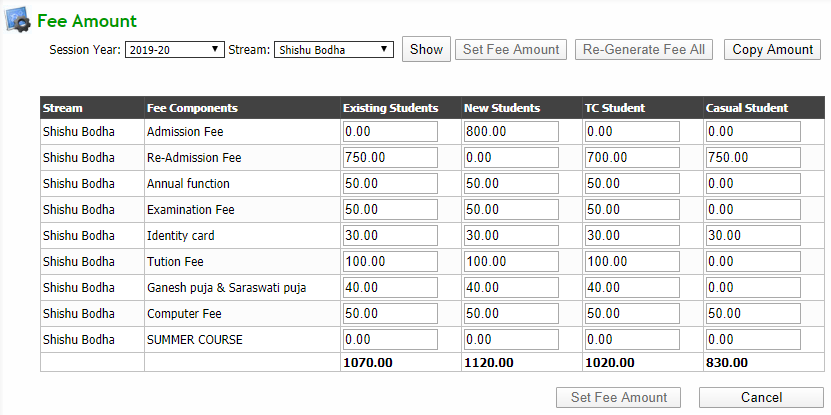 Fee Amount
Session Year: 2019-20 Stream: Shishu Bodha Show Set Fee Amount Re-Generate Fee All Copy Amount
Stream Fee Components Existing Students New Students TC Student Casual Student
Shishu Bodha Admission Fee 0.00 800.00 0.00 0.00
Shishu Bodha Re-Admission Fee 750.00 0.00 700.00 750.00
Shishu Bodha Annual function 50.00 50.00 50.00 0.00
Shishu Bodha Examination Fee 50.00 50.00 50.00 0.00
Shishu Bodha Identity card 30.00 30.00 30.00 30.00
Shishu Bodha Tution Fee 100.00 100.00 100.00 0.00
Shishu Bodha Ganesh puja & Saraswati puja 40.00 40.00 40.00 0.00
Shishu Bodha Computer Fee 50.00 50.00 50.00 50.00
Shishu Bodha SUMMER COURSE 0.00 0.00 0.00 0.00
1070.00 1120.00 1020.00 830.00
Set Fee Amount Cancel